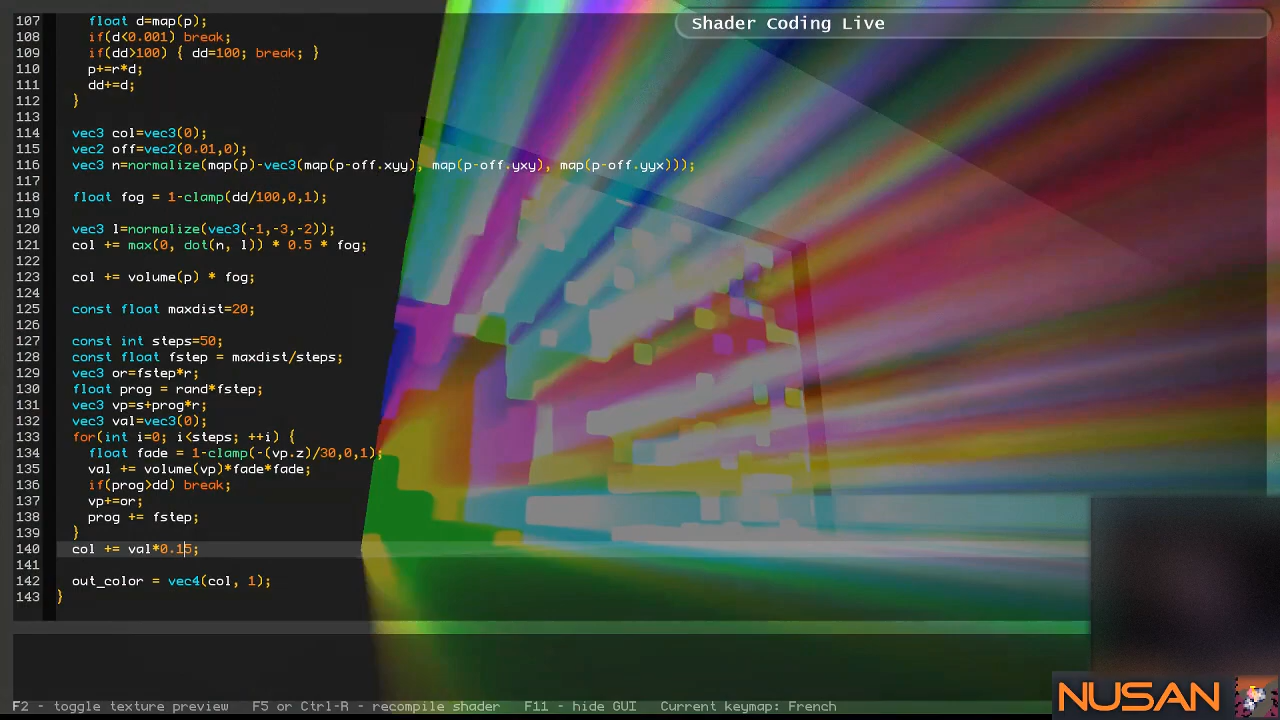 Shader Coding Live
107 float d=map(p);
108 if(d<0.001) break;
109 if(dd>100) { dd=100; break; }
110 p+=r*d;
111 dd+=d;
112 }
113
114 vec3 col=vec3(0);
115 vec2 off=vec2(0.01,0);
116 vec3 n=normalize(map(p)-vec3(map(p-off.xyy), map(p-off.yxy), map(p-off.yyx)));
117
118 float fog = 1-clamp(dd/100,0,1);
119
120 vec3 l=normalize(vec3(-1,-3,-2));
121 col += max(0, dot(n, l)) * 0.5 * fog;
122
123 col += volume(p) * fog;
124
125 const float maxdist=20;
126
127 const int steps=50;
128 const float fstep = maxdist/steps;
129 vec3 or=fstep*r;
130 float prog = rand*fstep;
131 vec3 vp=s+prog*r;
132 vec3 val=vec3(0);
133 for(int i=0; i<steps; ++i) {
134 float fade = 1-clamp(-(vp.z)/30,0,1);
135 val += volume(vp)*fade*fade;
136 if(prog>dd) break;
137 vp+=or;
138 prog += fstep;
139 }
140 col += val*0.15;
141
142 out_color = vec4(col, 1);
143 }
F2 - toggle texture preview F5 or Ctrl-R - recompile shader F11 - hide GUI Current keymap: French
NUSAN